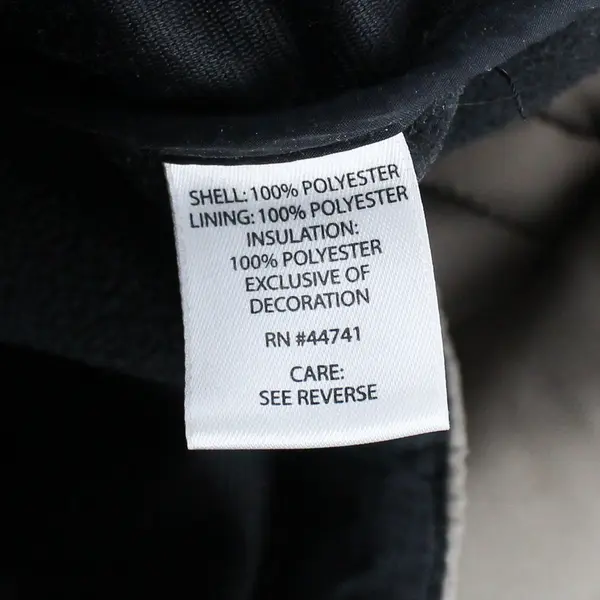 SHELL: 100% POLYESTER
LINING: 100% POLYESTER
INSULATION:
100% POLYESTER
EXCLUSIVE OF
DECORATION
RN #44741
CARE:
SEE REVERSE